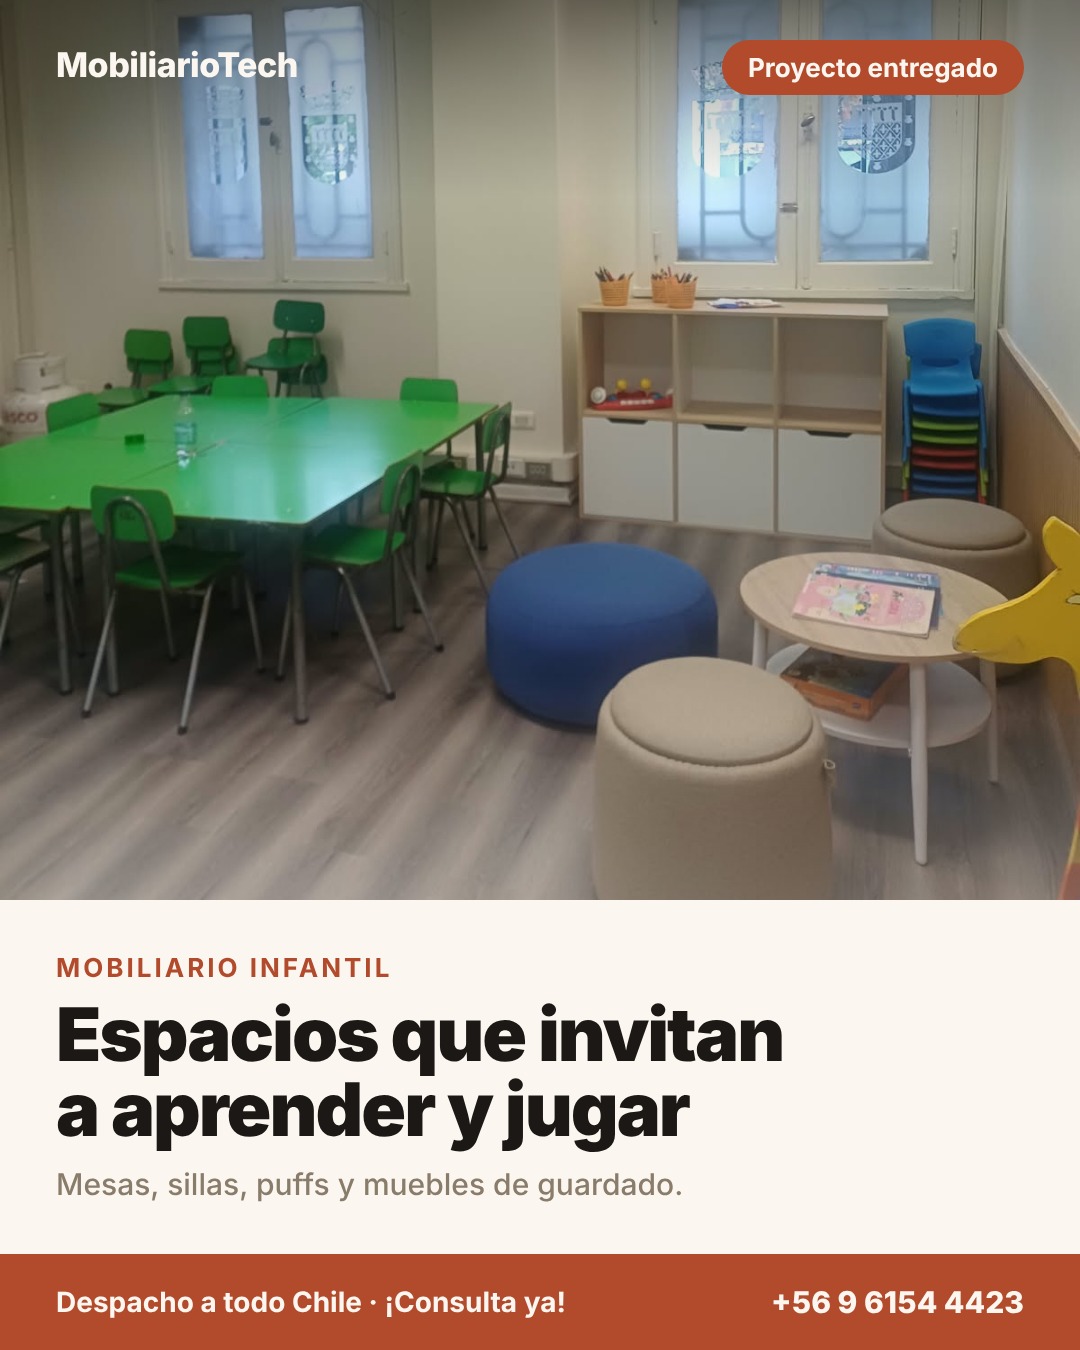 MobiliarioTech
Proyecto entregado
MOBILIARIO INFANTIL
Espacios que invitan
a aprender y jugar
Mesas, sillas, puffs y muebles de guardado.
Despacho a todo Chile · ¡Consulta ya!
+56 9 6154 4423